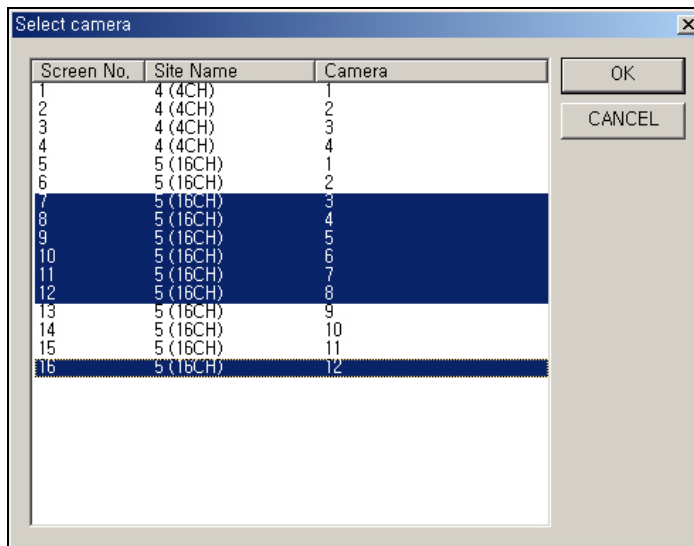 Select camera
Screen No, Site Name Camera
1 4 (4CH) 1
2 4 (4CH) 2
3 4 (4CH) 3
4 4 (4CH) 4
5 5 (16CH) 1
6 5 (16CH) 2
7 5 (16CH) 3
8 5 (16CH) 4
9 5 (16CH) 5
10 5 (16CH) 6
11 5 (16CH) 7
12 5 (16CH) 8
13 5 (16CH) 9
14 5 (16CH) 10
15 5 (16CH) 11
16 5 (16CH) 12
OK
CANCEL